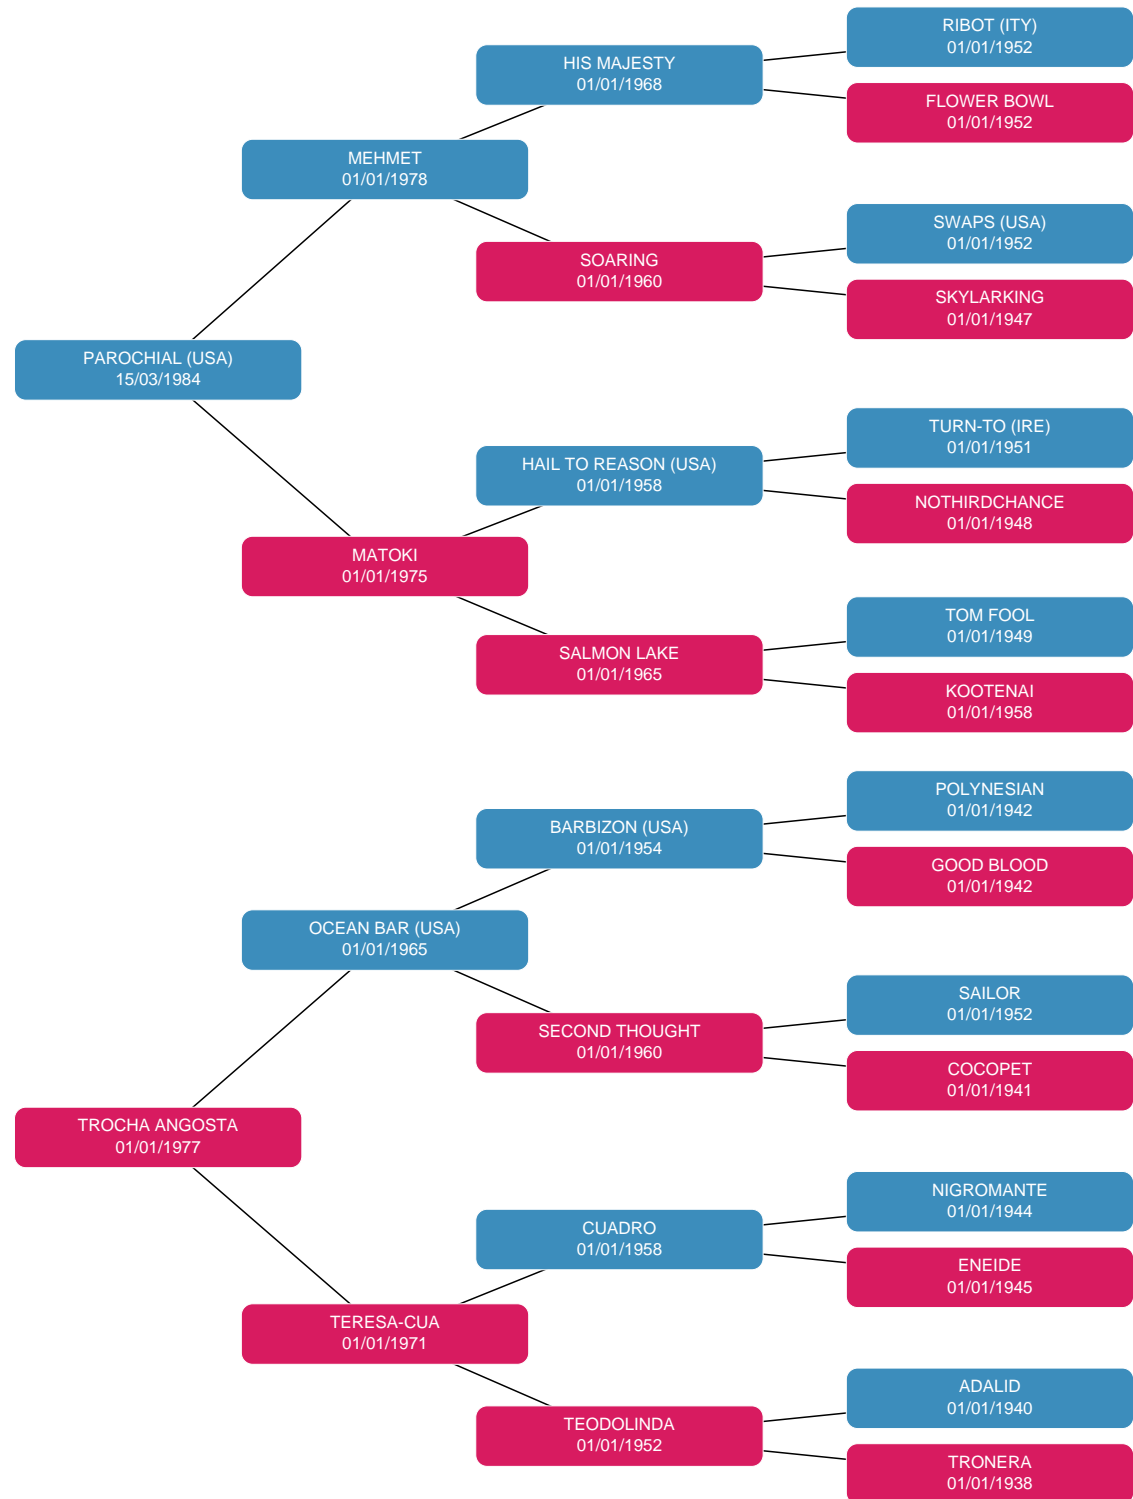 RIBOT (ITY)
01/01/1952
HIS MAJESTY
01/01/1968
FLOWER BOWL
01/01/1952
MEHMET
01/01/1978
SWAPS (USA)
01/01/1952
SOARING
01/01/1960
SKYLARKING
01/01/1947
PAROCHIAL (USA)
15/03/1984
TURN-TO (IRE)
01/01/1951
HAIL TO REASON (USA)
01/01/1958
NOTHIRDCHANCE
01/01/1948
MATOKI
01/01/1975
TOM FOOL
01/01/1949
SALMON LAKE
01/01/1965
KOOTENAI
01/01/1958
POLYNESIAN
01/01/1942
BARBIZON (USA)
01/01/1954
GOOD BLOOD
01/01/1942
OCEAN BAR (USA)
01/01/1965
SAILOR
01/01/1952
SECOND THOUGHT
01/01/1960
COCOPET
01/01/1941
TROCHA ANGOSTA
01/01/1977
NIGROMANTE
01/01/1944
CUADRO
01/01/1958
ENEIDE
01/01/1945
TERESA-CUA
01/01/1971
ADALID
01/01/1940
TEODOLINDA
01/01/1952
TRONERA
01/01/1938